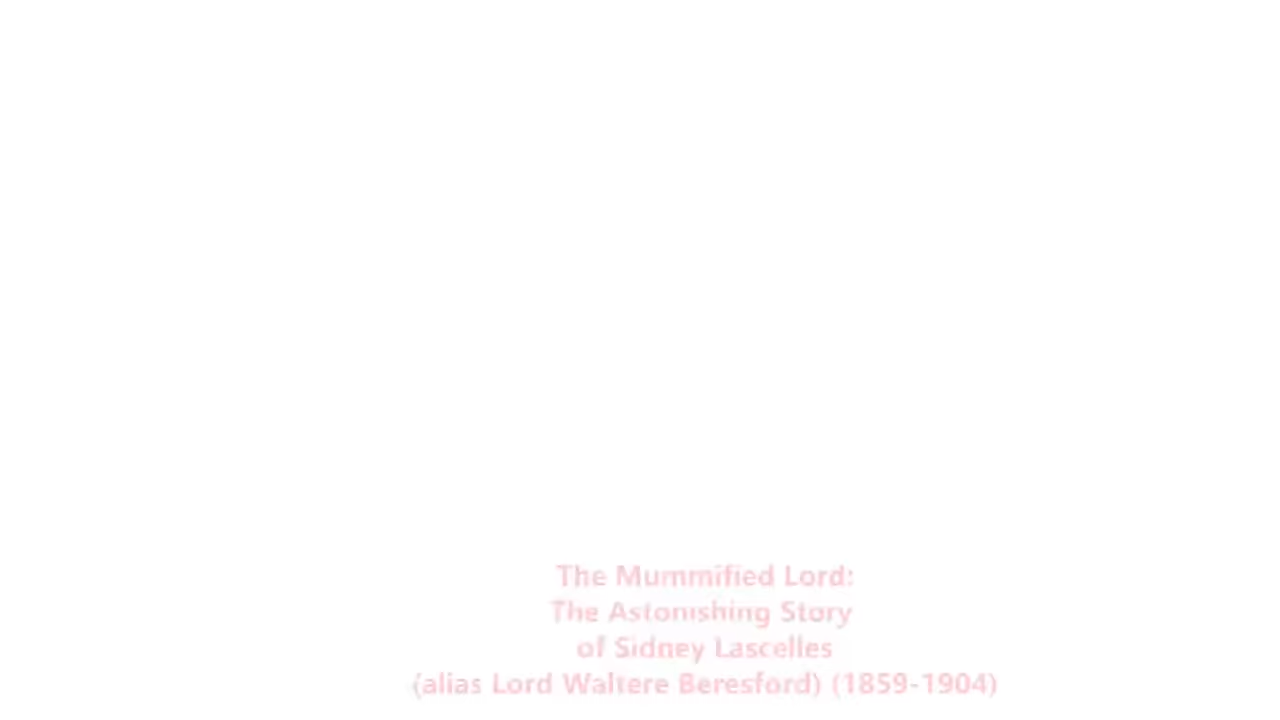 The Mummified Lord:
The Astonishing Story
of Sidney Lascelles
(alias Lord Waltere Beresford) (1859-1904)